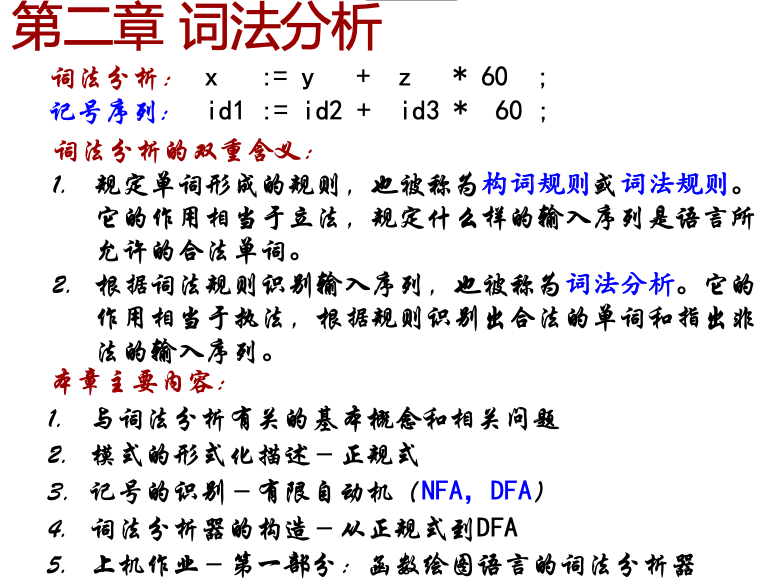 第二章 词法分析
词法分析： x := y + z * 60 ;
记号序列： id1 := id2 + id3 * 60 ;
词法分析的双重含义：
1. 规定单词形成的规则，也被称为构词规则或词法规则。
它的作用相当于立法，规定什么样的输入序列是语言所
允许的合法单词。
2. 根据词法规则识别输入序列，也被称为词法分析。它的
作用相当于执法，根据规则识别出合法的单词和指出非
法的输入序列。
本章主要内容：
1. 与词法分析有关的基本概念和相关问题
2. 模式的形式化描述－正规式
3. 记号的识别－有限自动机（NFA，DFA）
4. 词法分析器的构造－从正规式到DFA
5. 上机作业－第一部分：函数绘图语言的词法分析器